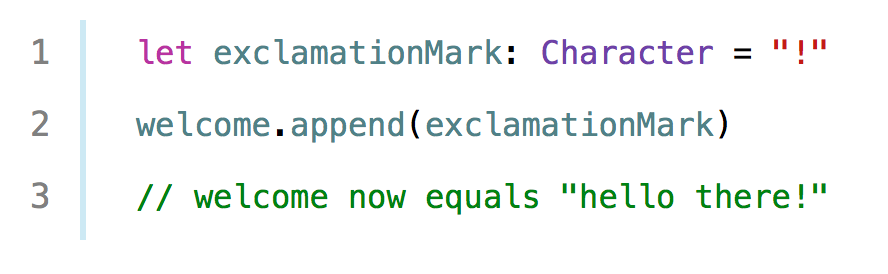 1 let exclamationMark: Character = "!"
2 welcome.append(exclamationMark)
3 // welcome now equals "hello there!"